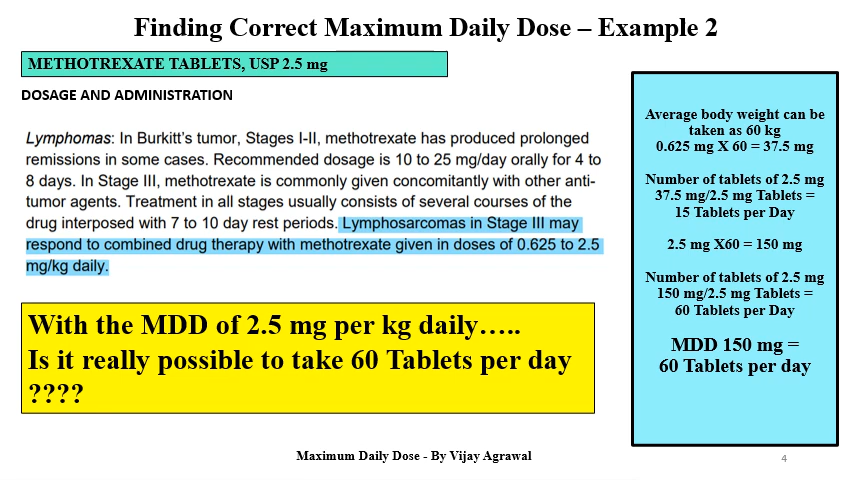 Finding Correct Maximum Daily Dose – Example 2
METHOTREXATE TABLETS, USP 2.5 mg
DOSAGE AND ADMINISTRATION
Lymphomas: In Burkitt's tumor, Stages I-II, methotrexate has produced prolonged
remissions in some cases. Recommended dosage is 10 to 25 mg/day orally for 4 to
8 days. In Stage III, methotrexate is commonly given concomitantly with other anti-
tumor agents. Treatment in all stages usually consists of several courses of the
drug interposed with 7 to 10 day rest periods. Lymphosarcomas in Stage III may
respond to combined drug therapy with methotrexate given in doses of 0.625 to 2.5
mg/kg daily.
With the MDD of 2.5 mg per kg daily…..
Is it really possible to take 60 Tablets per day
????
Average body weight can be
taken as 60 kg
0.625 mg X 60 = 37.5 mg
Number of tablets of 2.5 mg
37.5 mg/2.5 mg Tablets =
15 Tablets per Day
2.5 mg X60 = 150 mg
Number of tablets of 2.5 mg
150 mg/2.5 mg Tablets =
60 Tablets per Day
MDD 150 mg =
60 Tablets per day
Maximum Daily Dose - By Vijay Agrawal
4